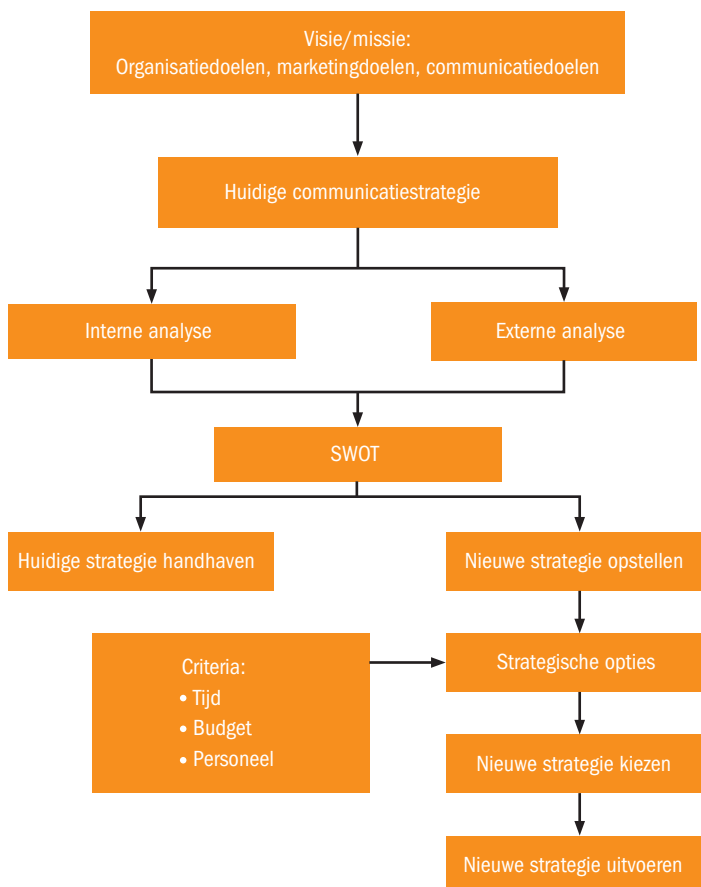 Visie/missie:
Organisatiedoelen, marketingdoelen, communicatiedoelen
Huidige communicatiestrategie
Interne analyse
Externe analyse
SWOT
Huidige strategie handhaven
Nieuwe strategie opstellen
Criteria:
• Tijd
• Budget
• Personeel
Strategische opties
Nieuwe strategie kiezen
Nieuwe strategie uitvoeren